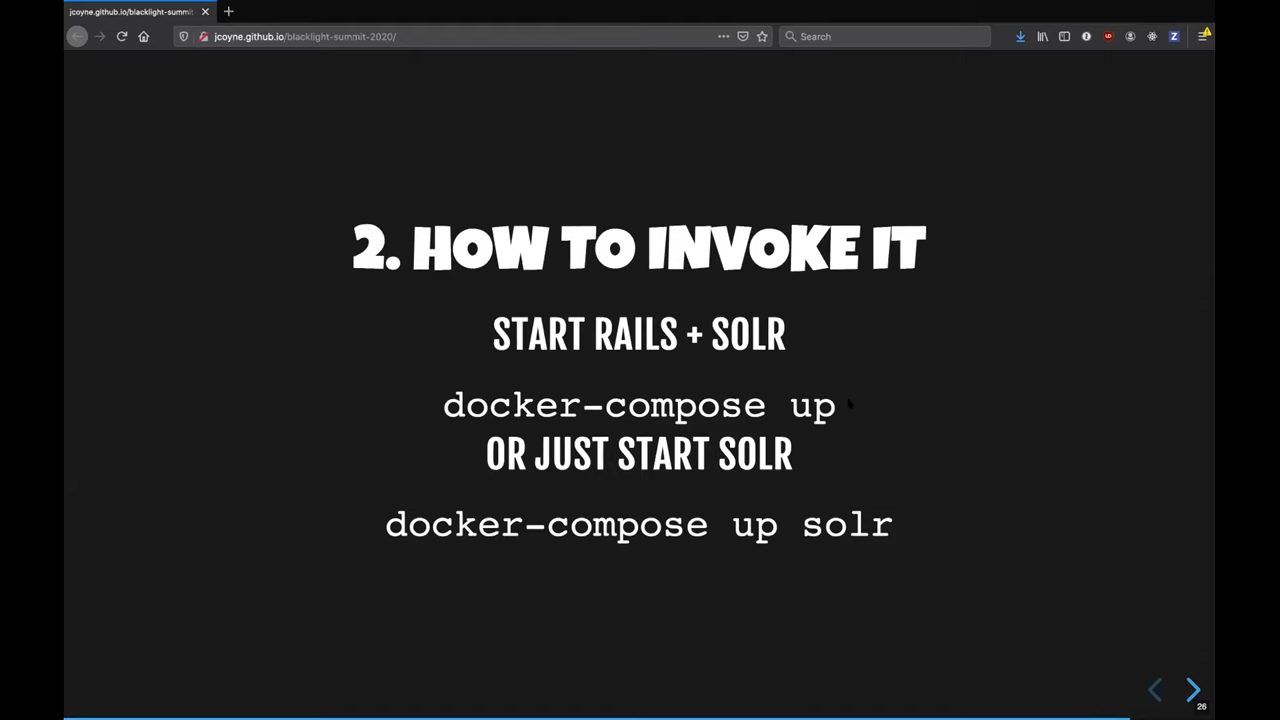 jcoyne.github.io/blacklight-summit
jcoyne.github.io/blacklight-summit-2020/
Search
2. HOW TO INVOKE IT
START RAILS + SOLR
docker-compose up
OR JUST START SOLR
docker-compose up solr
26